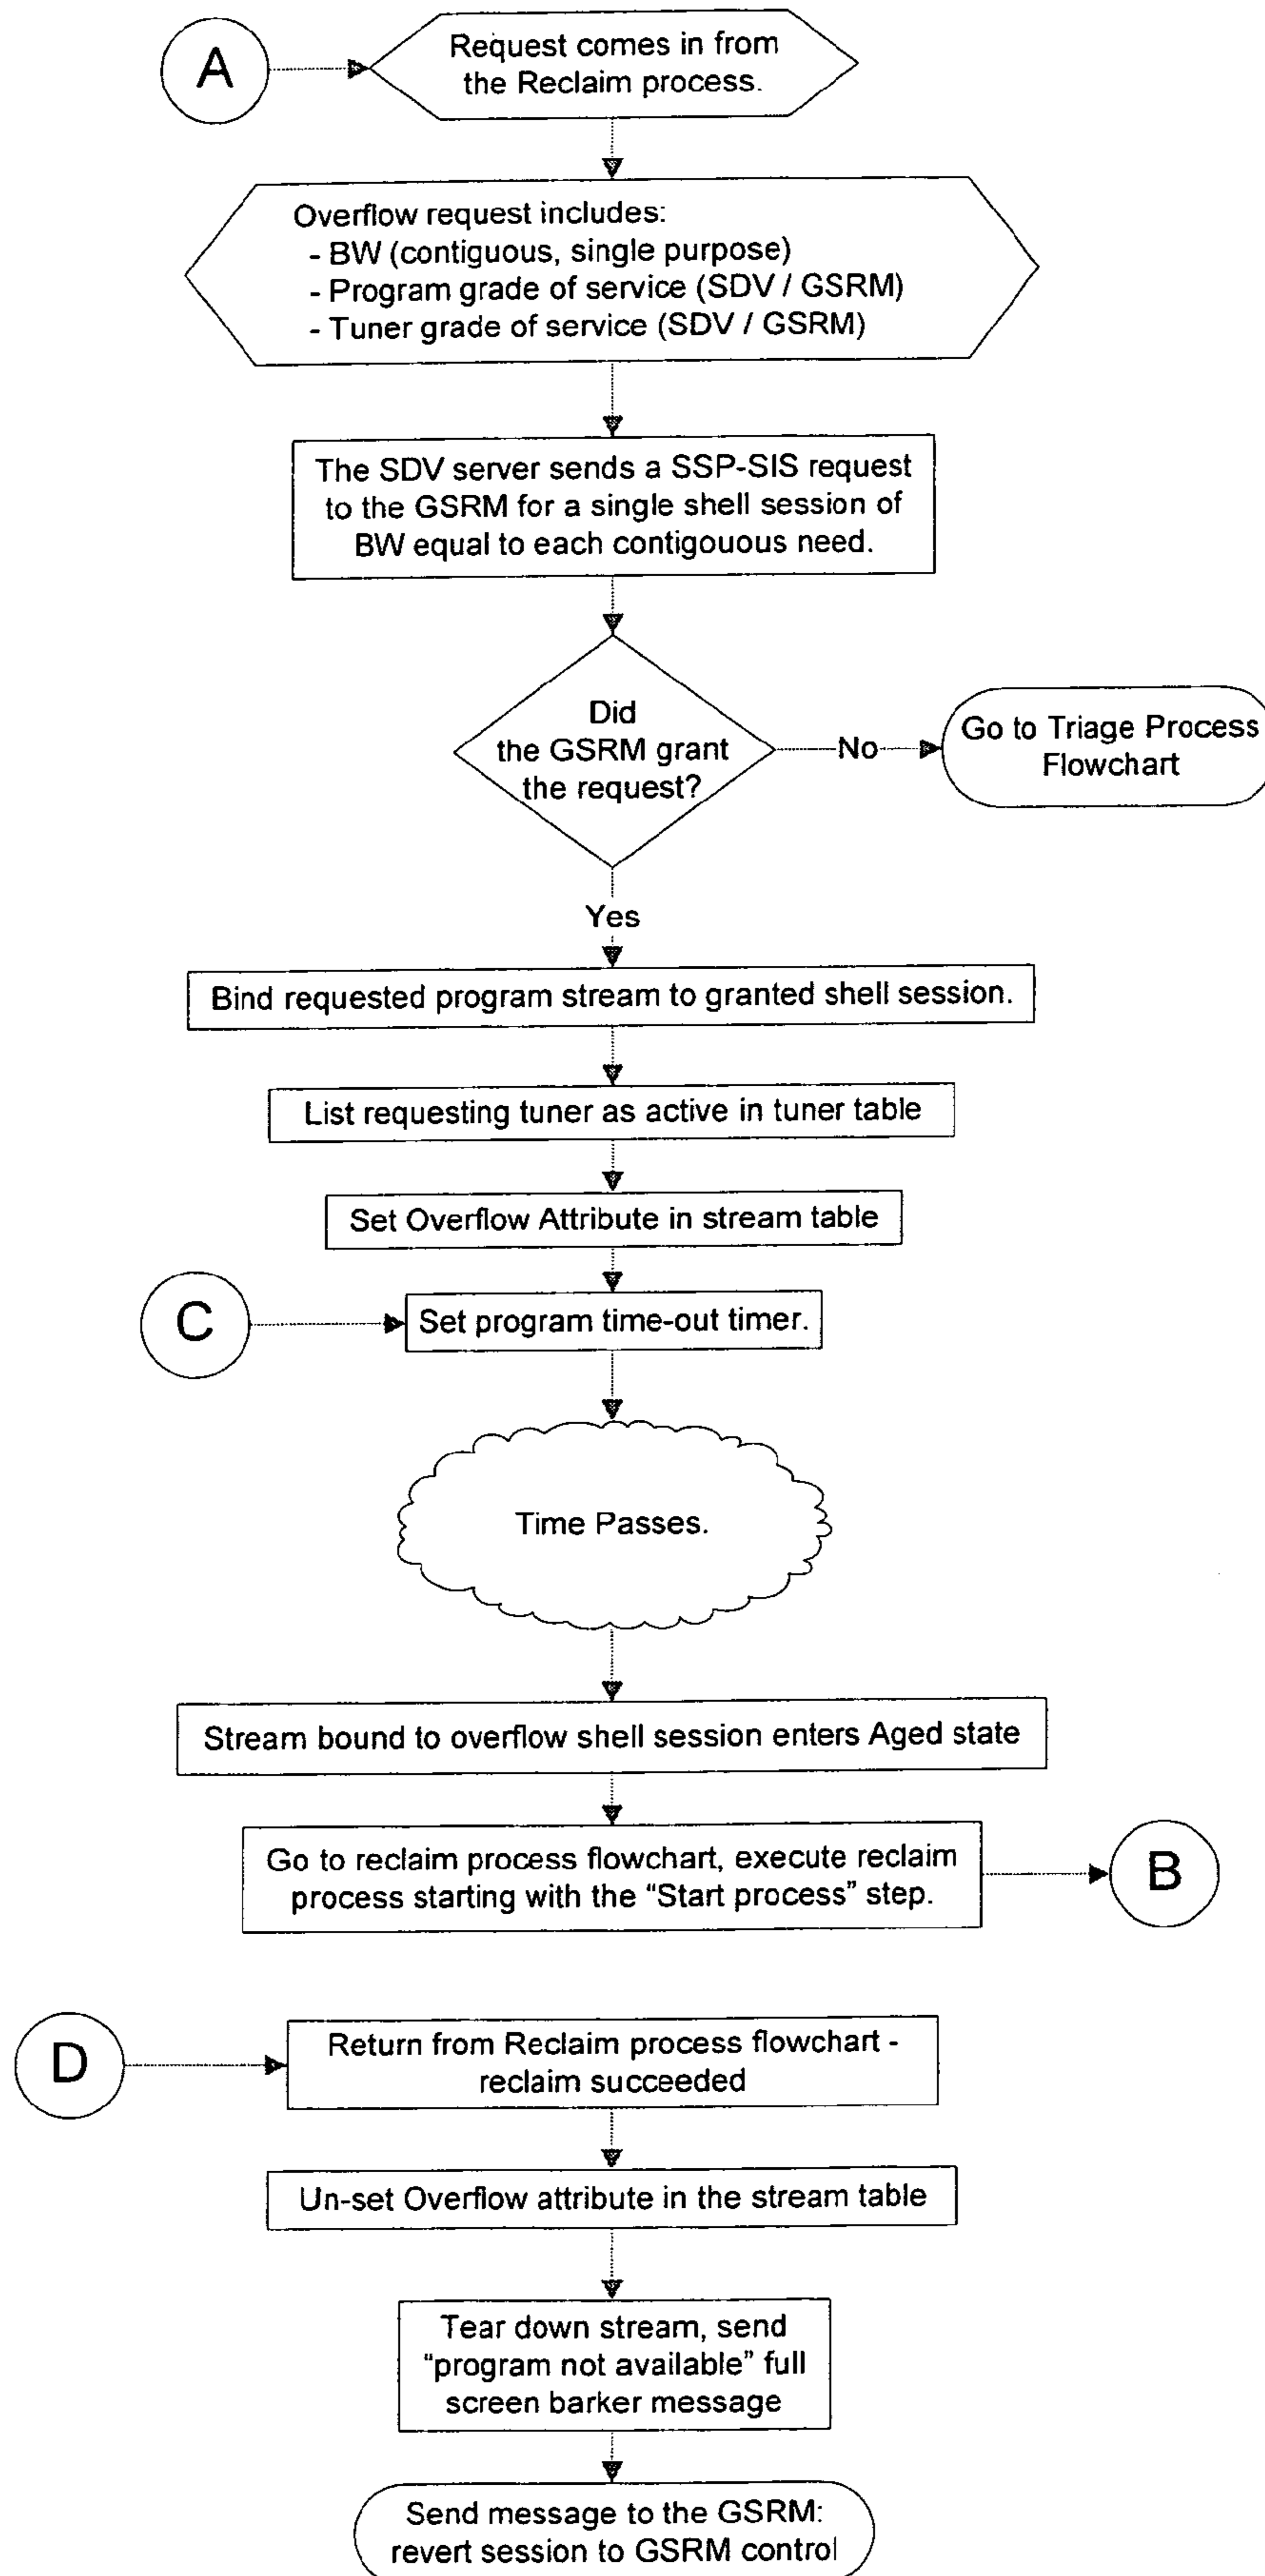 A
Request comes in from
the Reclaim process.
Overflow request includes:
- BW (contiguous, single purpose)
- Program grade of service (SDV / GSRM)
- Tuner grade of service (SDV / GSRM)
The SDV server sends a SSP-SIS request
to the GSRM for a single shell session of
BW equal to each contigouous need.
Did
the GSRM grant
the request?
No
Go to Triage Process
Flowchart
Yes
Bind requested program stream to granted shell session.
List requesting tuner as active in tuner table
Set Overflow Attribute in stream table
C
Set program time-out timer.
Time Passes.
Stream bound to overflow shell session enters Aged state
Go to reclaim process flowchart, execute reclaim
process starting with the “Start process” step.
B
D
Return from Reclaim process flowchart -
reclaim succeeded
Un-set Overflow attribute in the stream table
Tear down stream, send
“program not available” full
screen barker message
Send message to the GSRM:
revert session to GSRM control